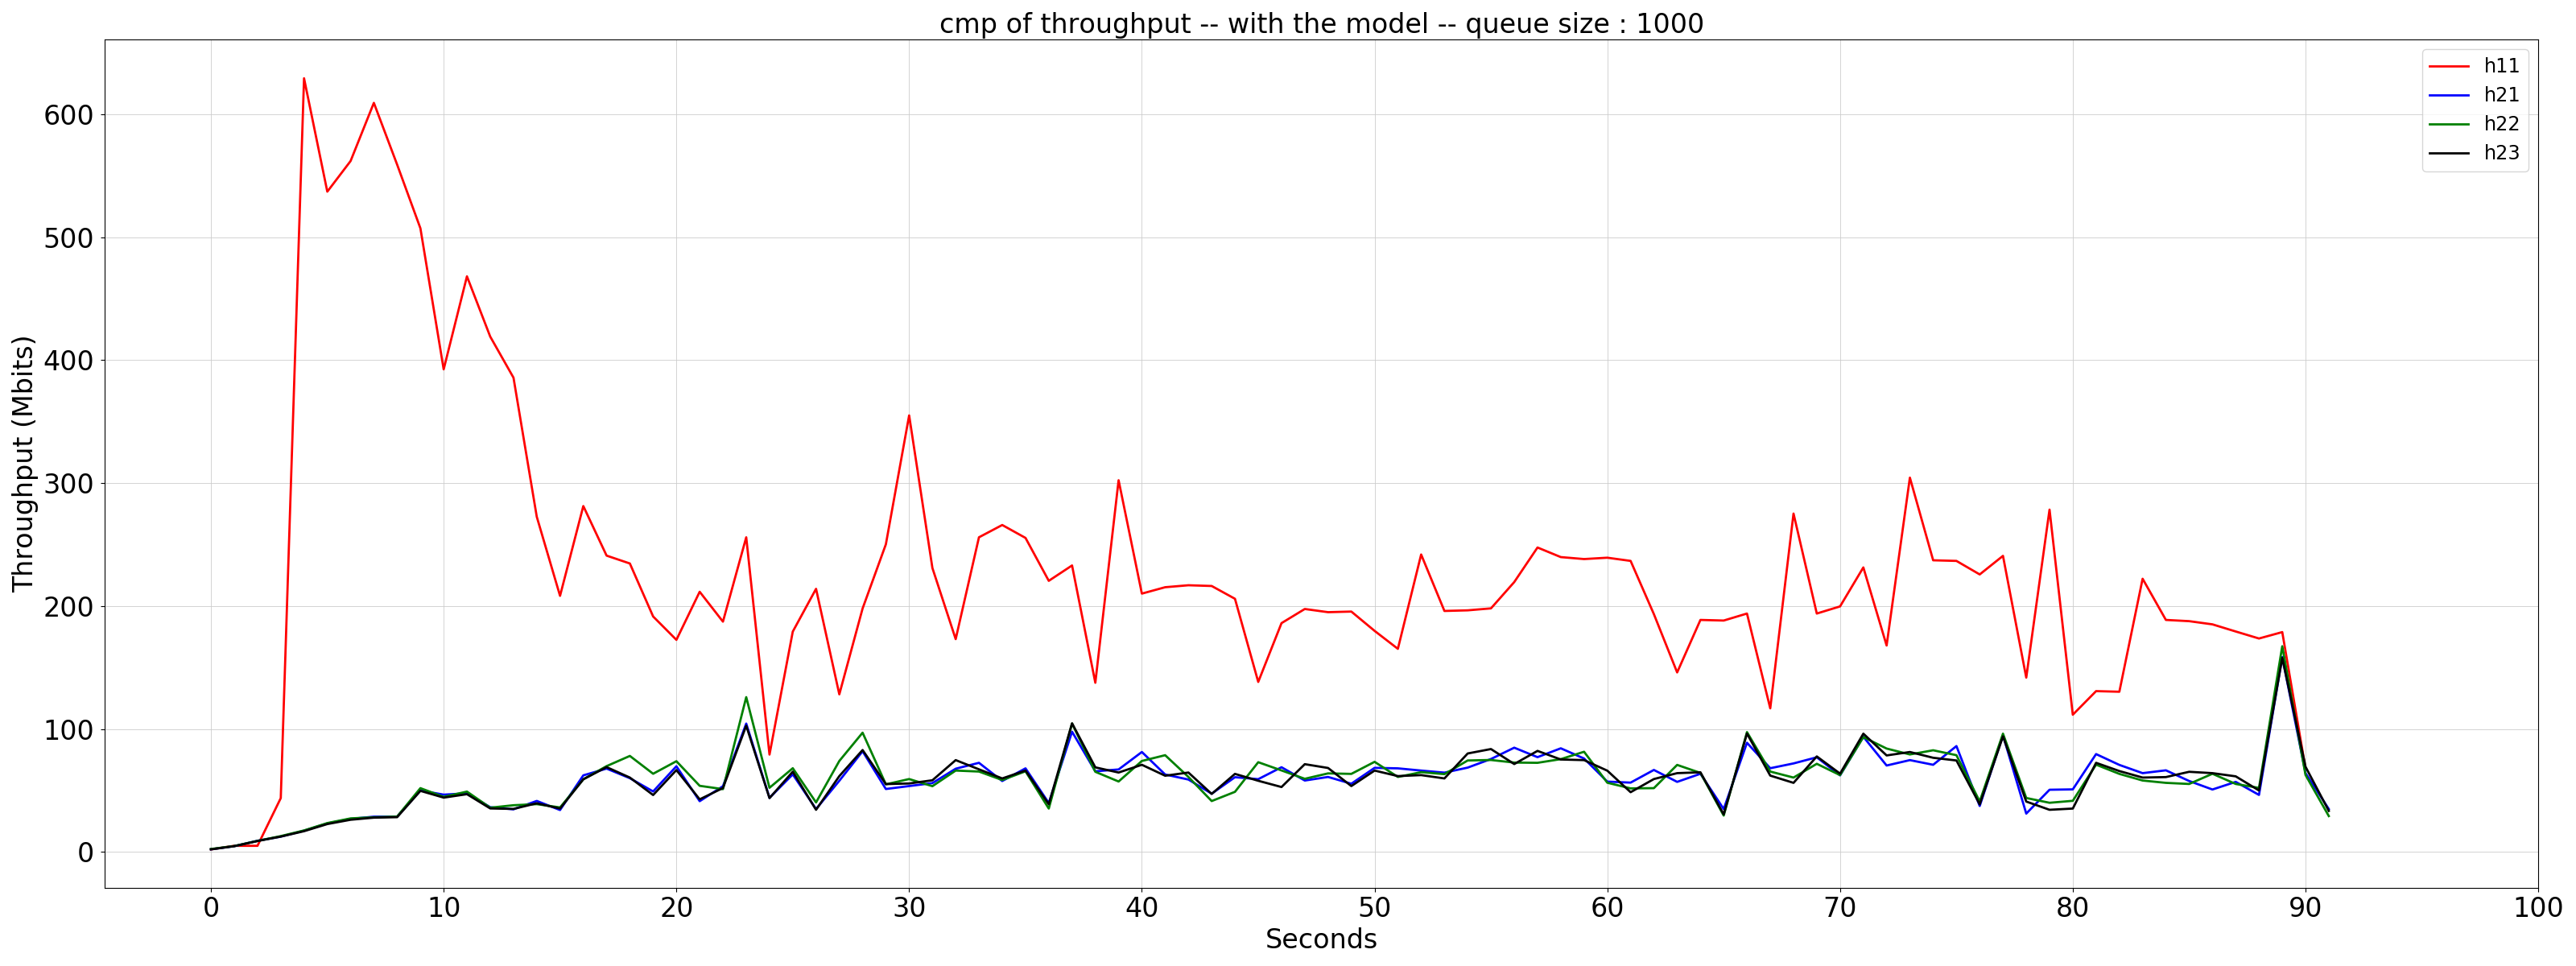 cmp of throughput -- with the model -- queue size : 1000
h11
h21
h22
h23
Throughput (Mbits)
600
500
400
300
200
100
0
0 10 20 30 40 50 60 70 80 90 100
Seconds